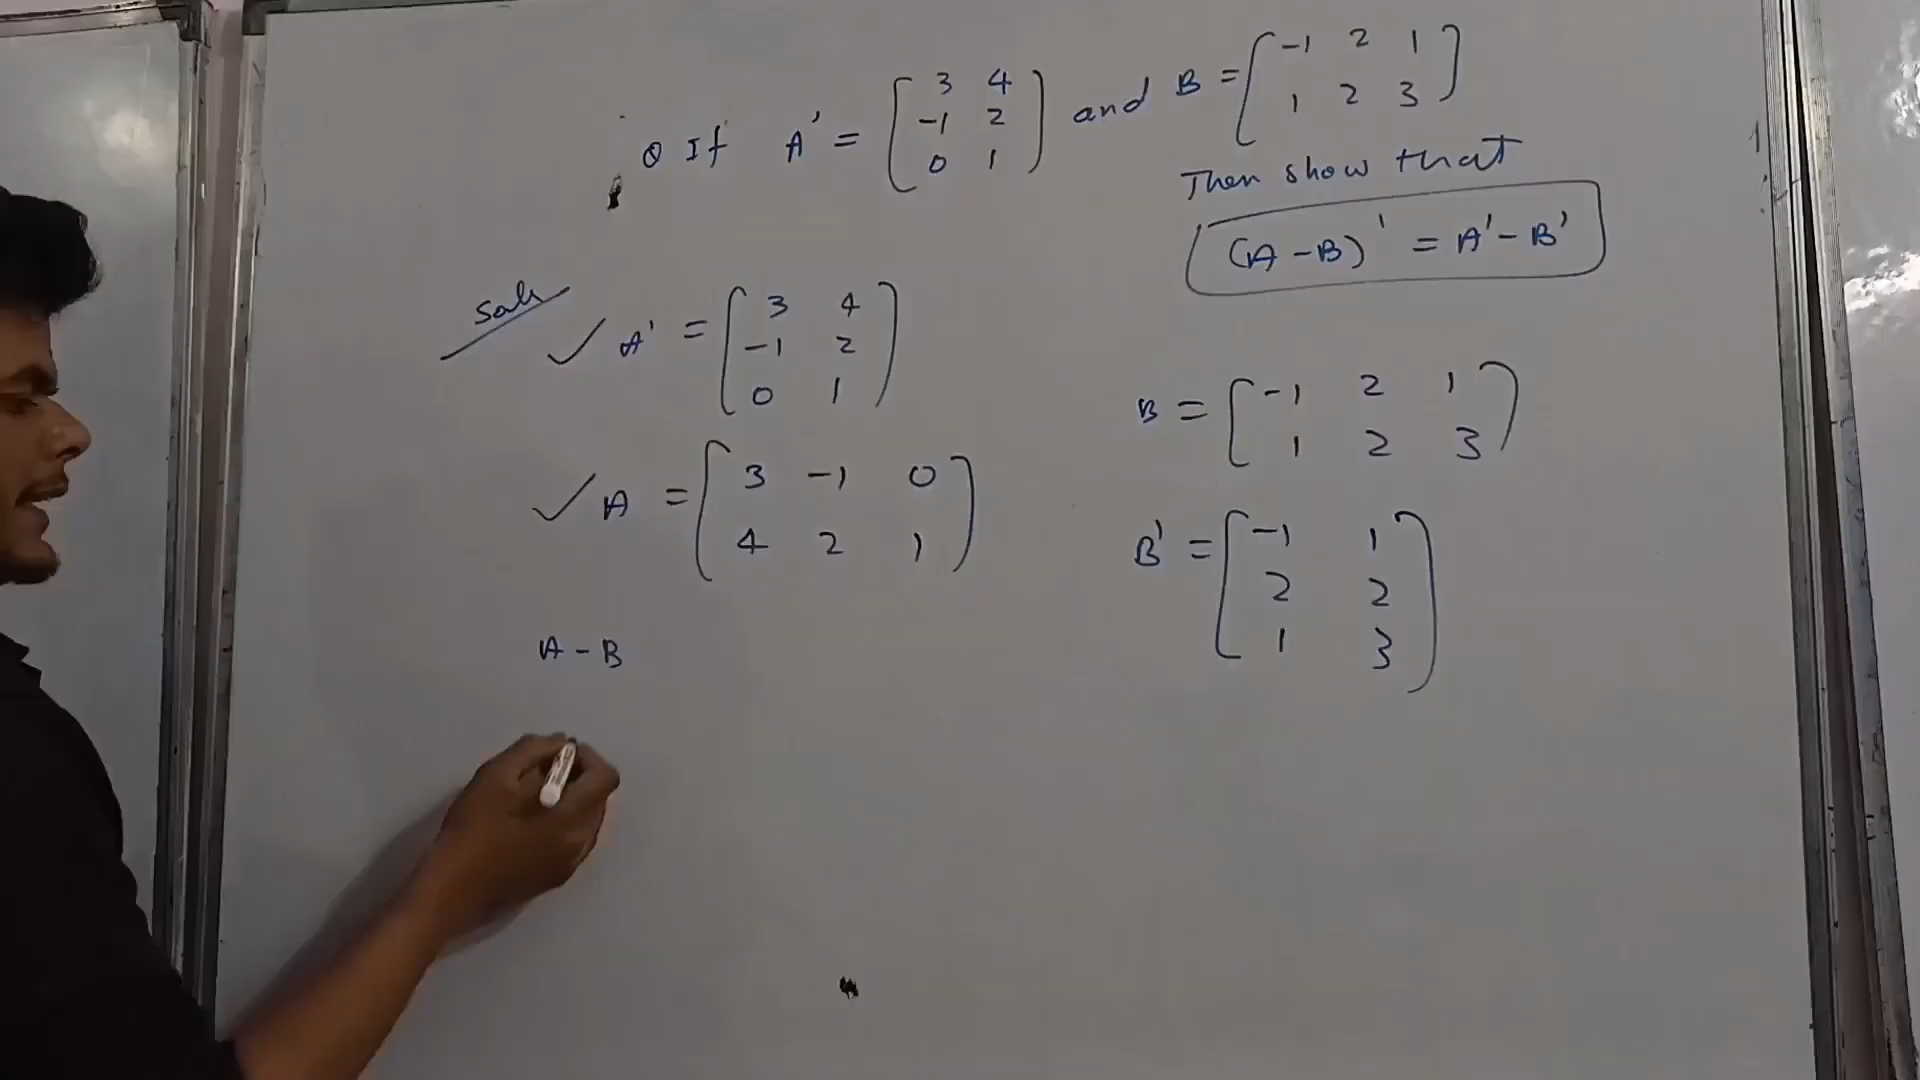 Q If A' = [ 3 4 -1 2 0 1 ] and B = [ -1 2 1 1 2 3 ]
Then show that
(A - B)' = A' - B'
Soln
✓ A' = [ 3 4 -1 2 0 1 ]
✓ A = [ 3 -1 0 4 2 1 ]
A - B
B = [ -1 2 1 1 2 3 ]
B' = [ -1 1 2 2 1 3 ]